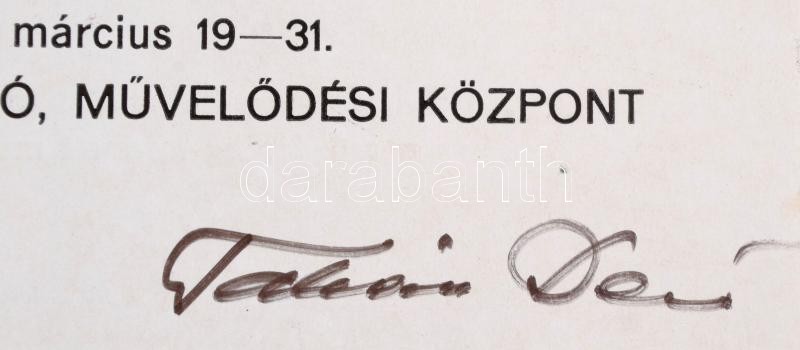 március 19—31.
Ó, MŰVELŐDÉSI KÖZPONT
darabanth